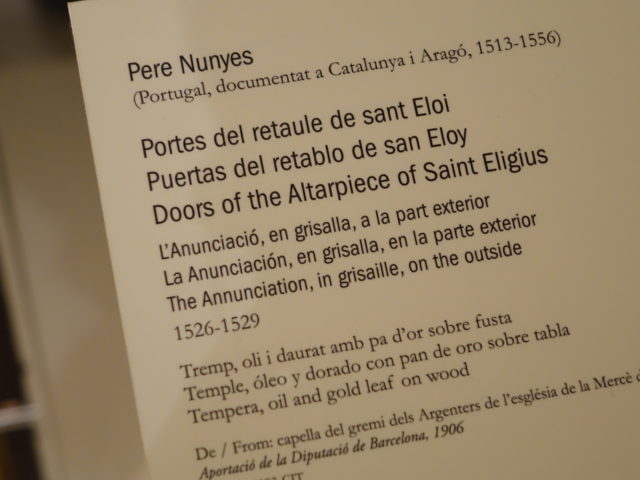 Pere Nunyes
(Portugal, documentat a Catalunya i Aragó, 1513-1556)
Portes del retaule de sant Eloi
Puertas del retablo de san Eloy
Doors of the Altarpiece of Saint Eligius
L'Anunciació, en grisalla, a la part exterior
La Anunciación, en grisalla, en la parte exterior
The Annunciation, in grisaille, on the outside
1526-1529
Tremp, oli i daurat amb pa d'or sobre fusta
Temple, óleo y dorado con pan de oro sobre tabla
Tempera, oil and gold leaf on wood
De / From: capella del gremi dels Argenters de l'església de la Mercè
Aportació de la Diputació de Barcelona, 1906